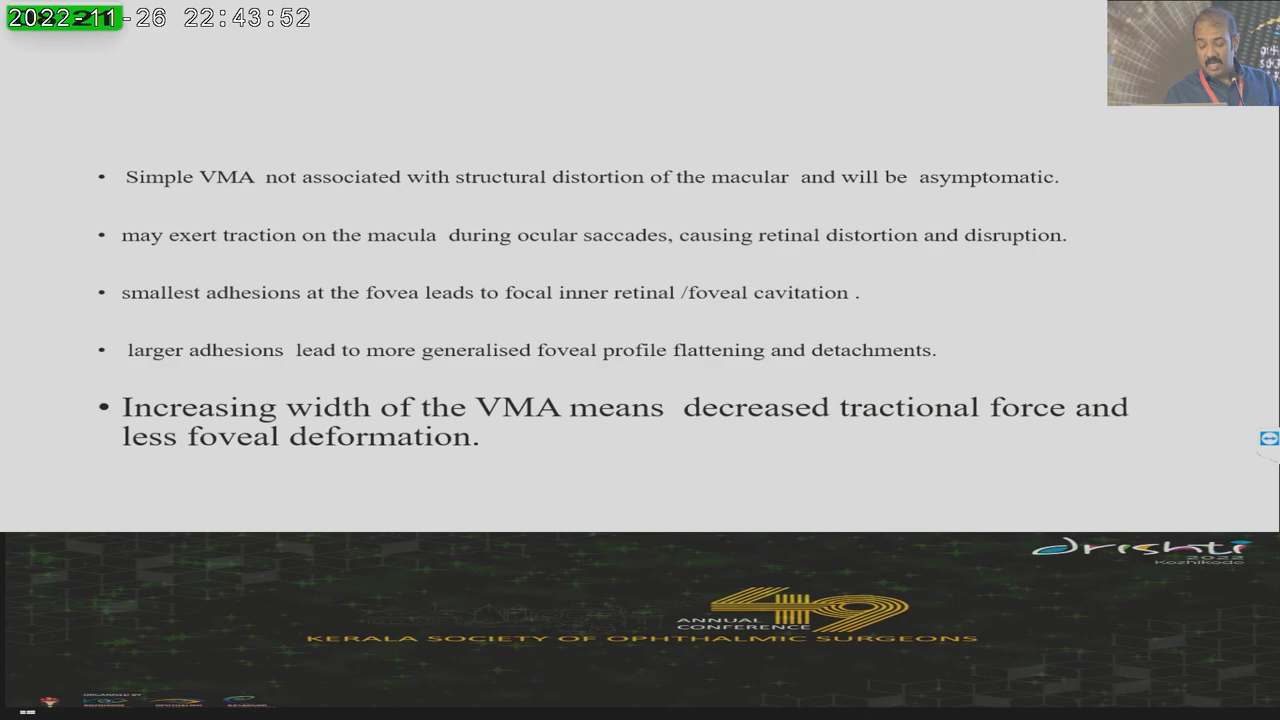 2022-11-26 22:43:52
• Simple VMA not associated with structural distortion of the macular and will be asymptomatic.
• may exert traction on the macula during ocular saccades, causing retinal distortion and disruption.
• smallest adhesions at the fovea leads to focal inner retinal /foveal cavitation .
• larger adhesions lead to more generalised foveal profile flattening and detachments.
• Increasing width of the VMA means decreased tractional force and
less foveal deformation.
drishti
2022
Kozhikode
49
ANNUAL
CONFERENCE
KERALA SOCIETY OF OPHTHALMIC SURGEONS
ORGANISED BY